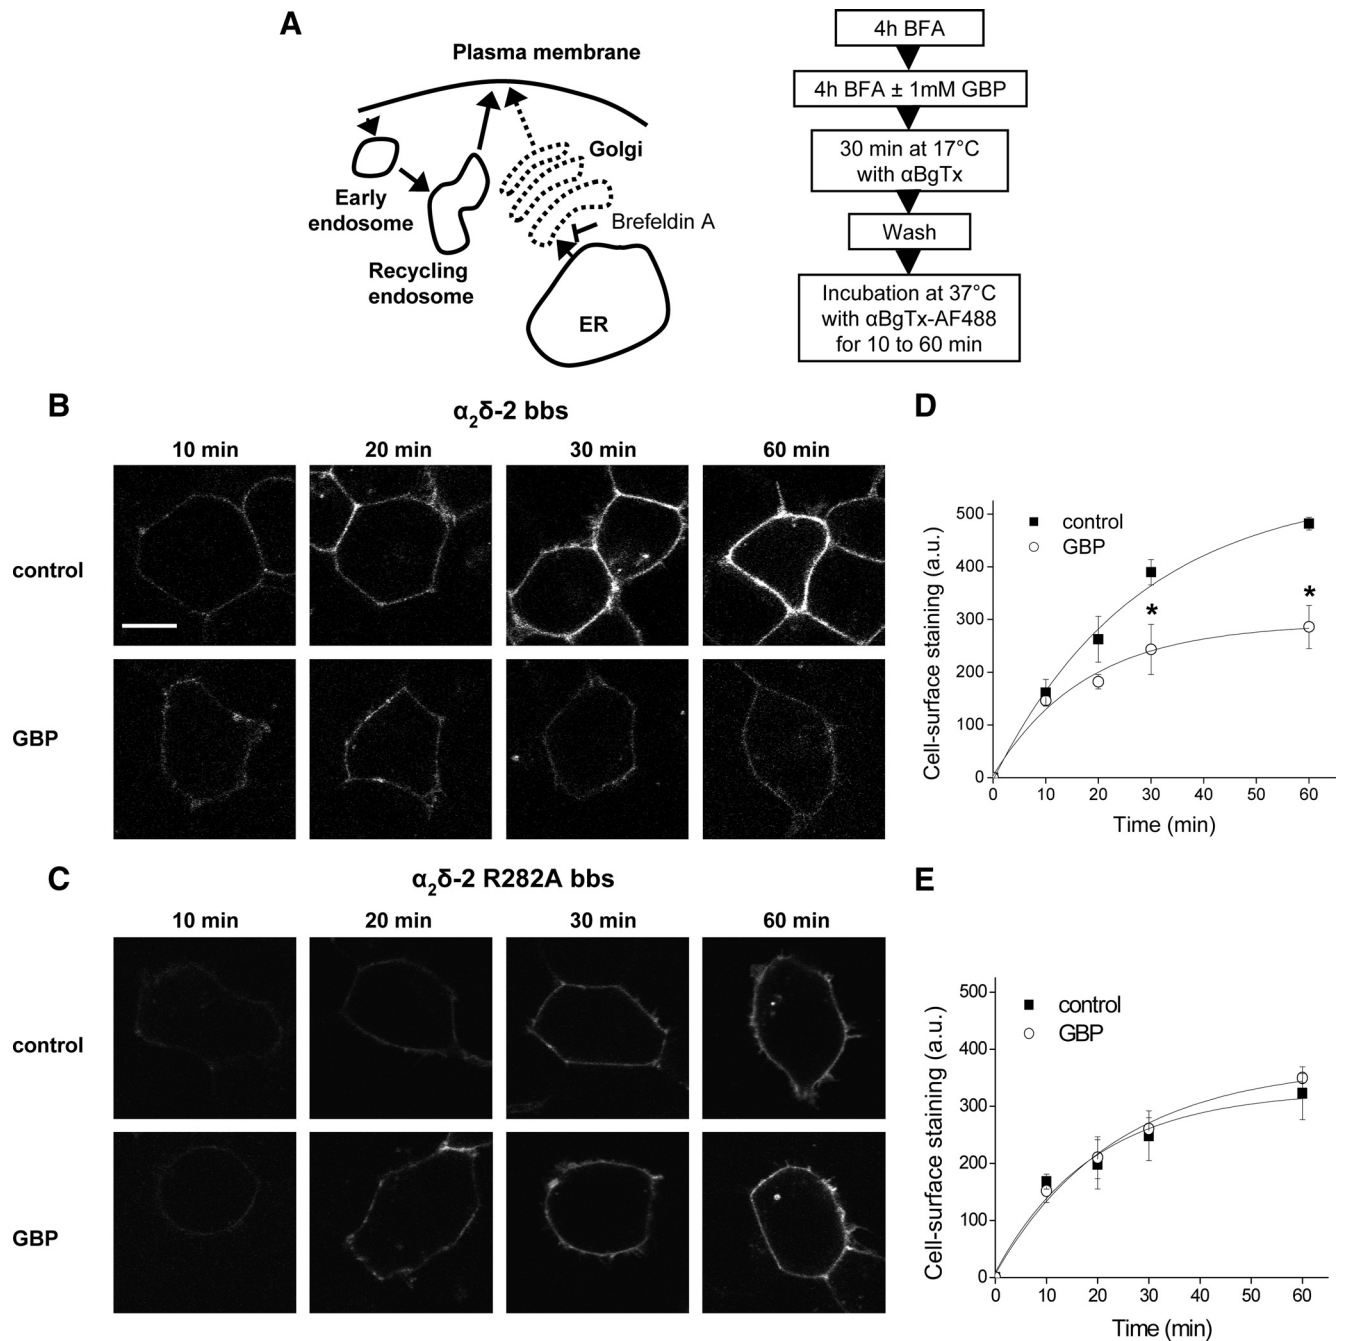 A
Plasma membrane
Golgi
Early
endosome
Brefeldin A
Recycling
endosome
ER
4h BFA
4h BFA ± 1mM GBP
30 min at 17°C
with αBgTx
Wash
Incubation at 37°C
with αBgTx-AF488
for 10 to 60 min
B
α₂δ-2 bbs
10 min 20 min 30 min 60 min
control
GBP
D
Cell-surface staining (a.u.)
500
400
300
200
100
0
control
GBP
*
*
0 10 20 30 40 50 60
Time (min)
C
α₂δ-2 R282A bbs
10 min 20 min 30 min 60 min
control
GBP
E
Cell-surface staining (a.u.)
500
400
300
200
100
0
control
GBP
0 10 20 30 40 50 60
Time (min)